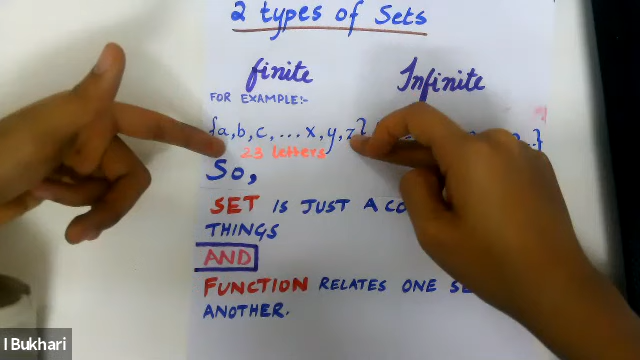 2 types of Sets
finite Infinite
FOR EXAMPLE:-
{a,b,c,...x,y,z} .}
23 letters
So,
SET IS JUST A CO
THINGS
AND
FUNCTION RELATES ONE SE
ANOTHER.
I Bukhari